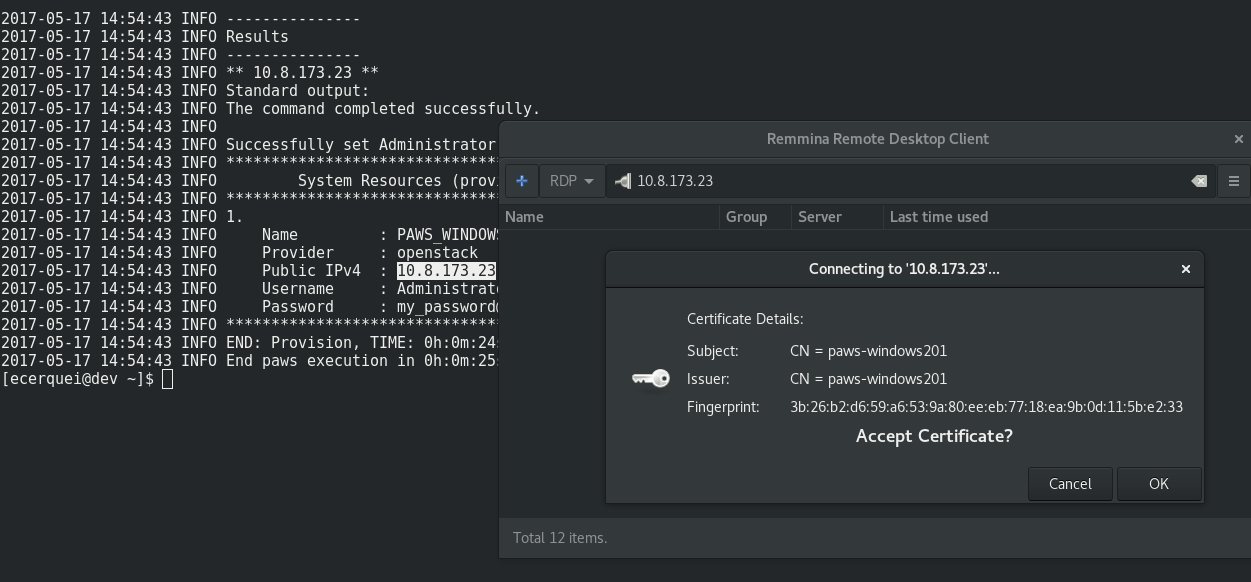 2017-05-17 14:54:43 INFO ---------------
2017-05-17 14:54:43 INFO Results
2017-05-17 14:54:43 INFO ---------------
2017-05-17 14:54:43 INFO ** 10.8.173.23 **
2017-05-17 14:54:43 INFO Standard output:
2017-05-17 14:54:43 INFO The command completed successfully.
2017-05-17 14:54:43 INFO
2017-05-17 14:54:43 INFO Successfully set Administrator
2017-05-17 14:54:43 INFO ******************************
2017-05-17 14:54:43 INFO         System Resources (provi
2017-05-17 14:54:43 INFO ******************************
2017-05-17 14:54:43 INFO 1.
2017-05-17 14:54:43 INFO     Name         : PAWS_WINDOWS
2017-05-17 14:54:43 INFO     Provider     : openstack
2017-05-17 14:54:43 INFO     Public IPv4  : 10.8.173.23
2017-05-17 14:54:43 INFO     Username     : Administrato
2017-05-17 14:54:43 INFO     Password     : my_password@
2017-05-17 14:54:43 INFO ******************************
2017-05-17 14:54:43 INFO END: Provision, TIME: 0h:0m:24:
2017-05-17 14:54:43 INFO End paws execution in 0h:0m:25:
[ecerquei@dev ~]$
Remmina Remote Desktop Client
RDP 10.8.173.23
Name Group Server Last time used
Connecting to '10.8.173.23'...
Certificate Details:
Subject: CN = paws-windows201
Issuer: CN = paws-windows201
Fingerprint: 3b:26:b2:d6:59:a6:53:9a:80:ee:eb:77:18:ea:9b:0d:11:5b:e2:33
Accept Certificate?
Cancel OK
Total 12 items.